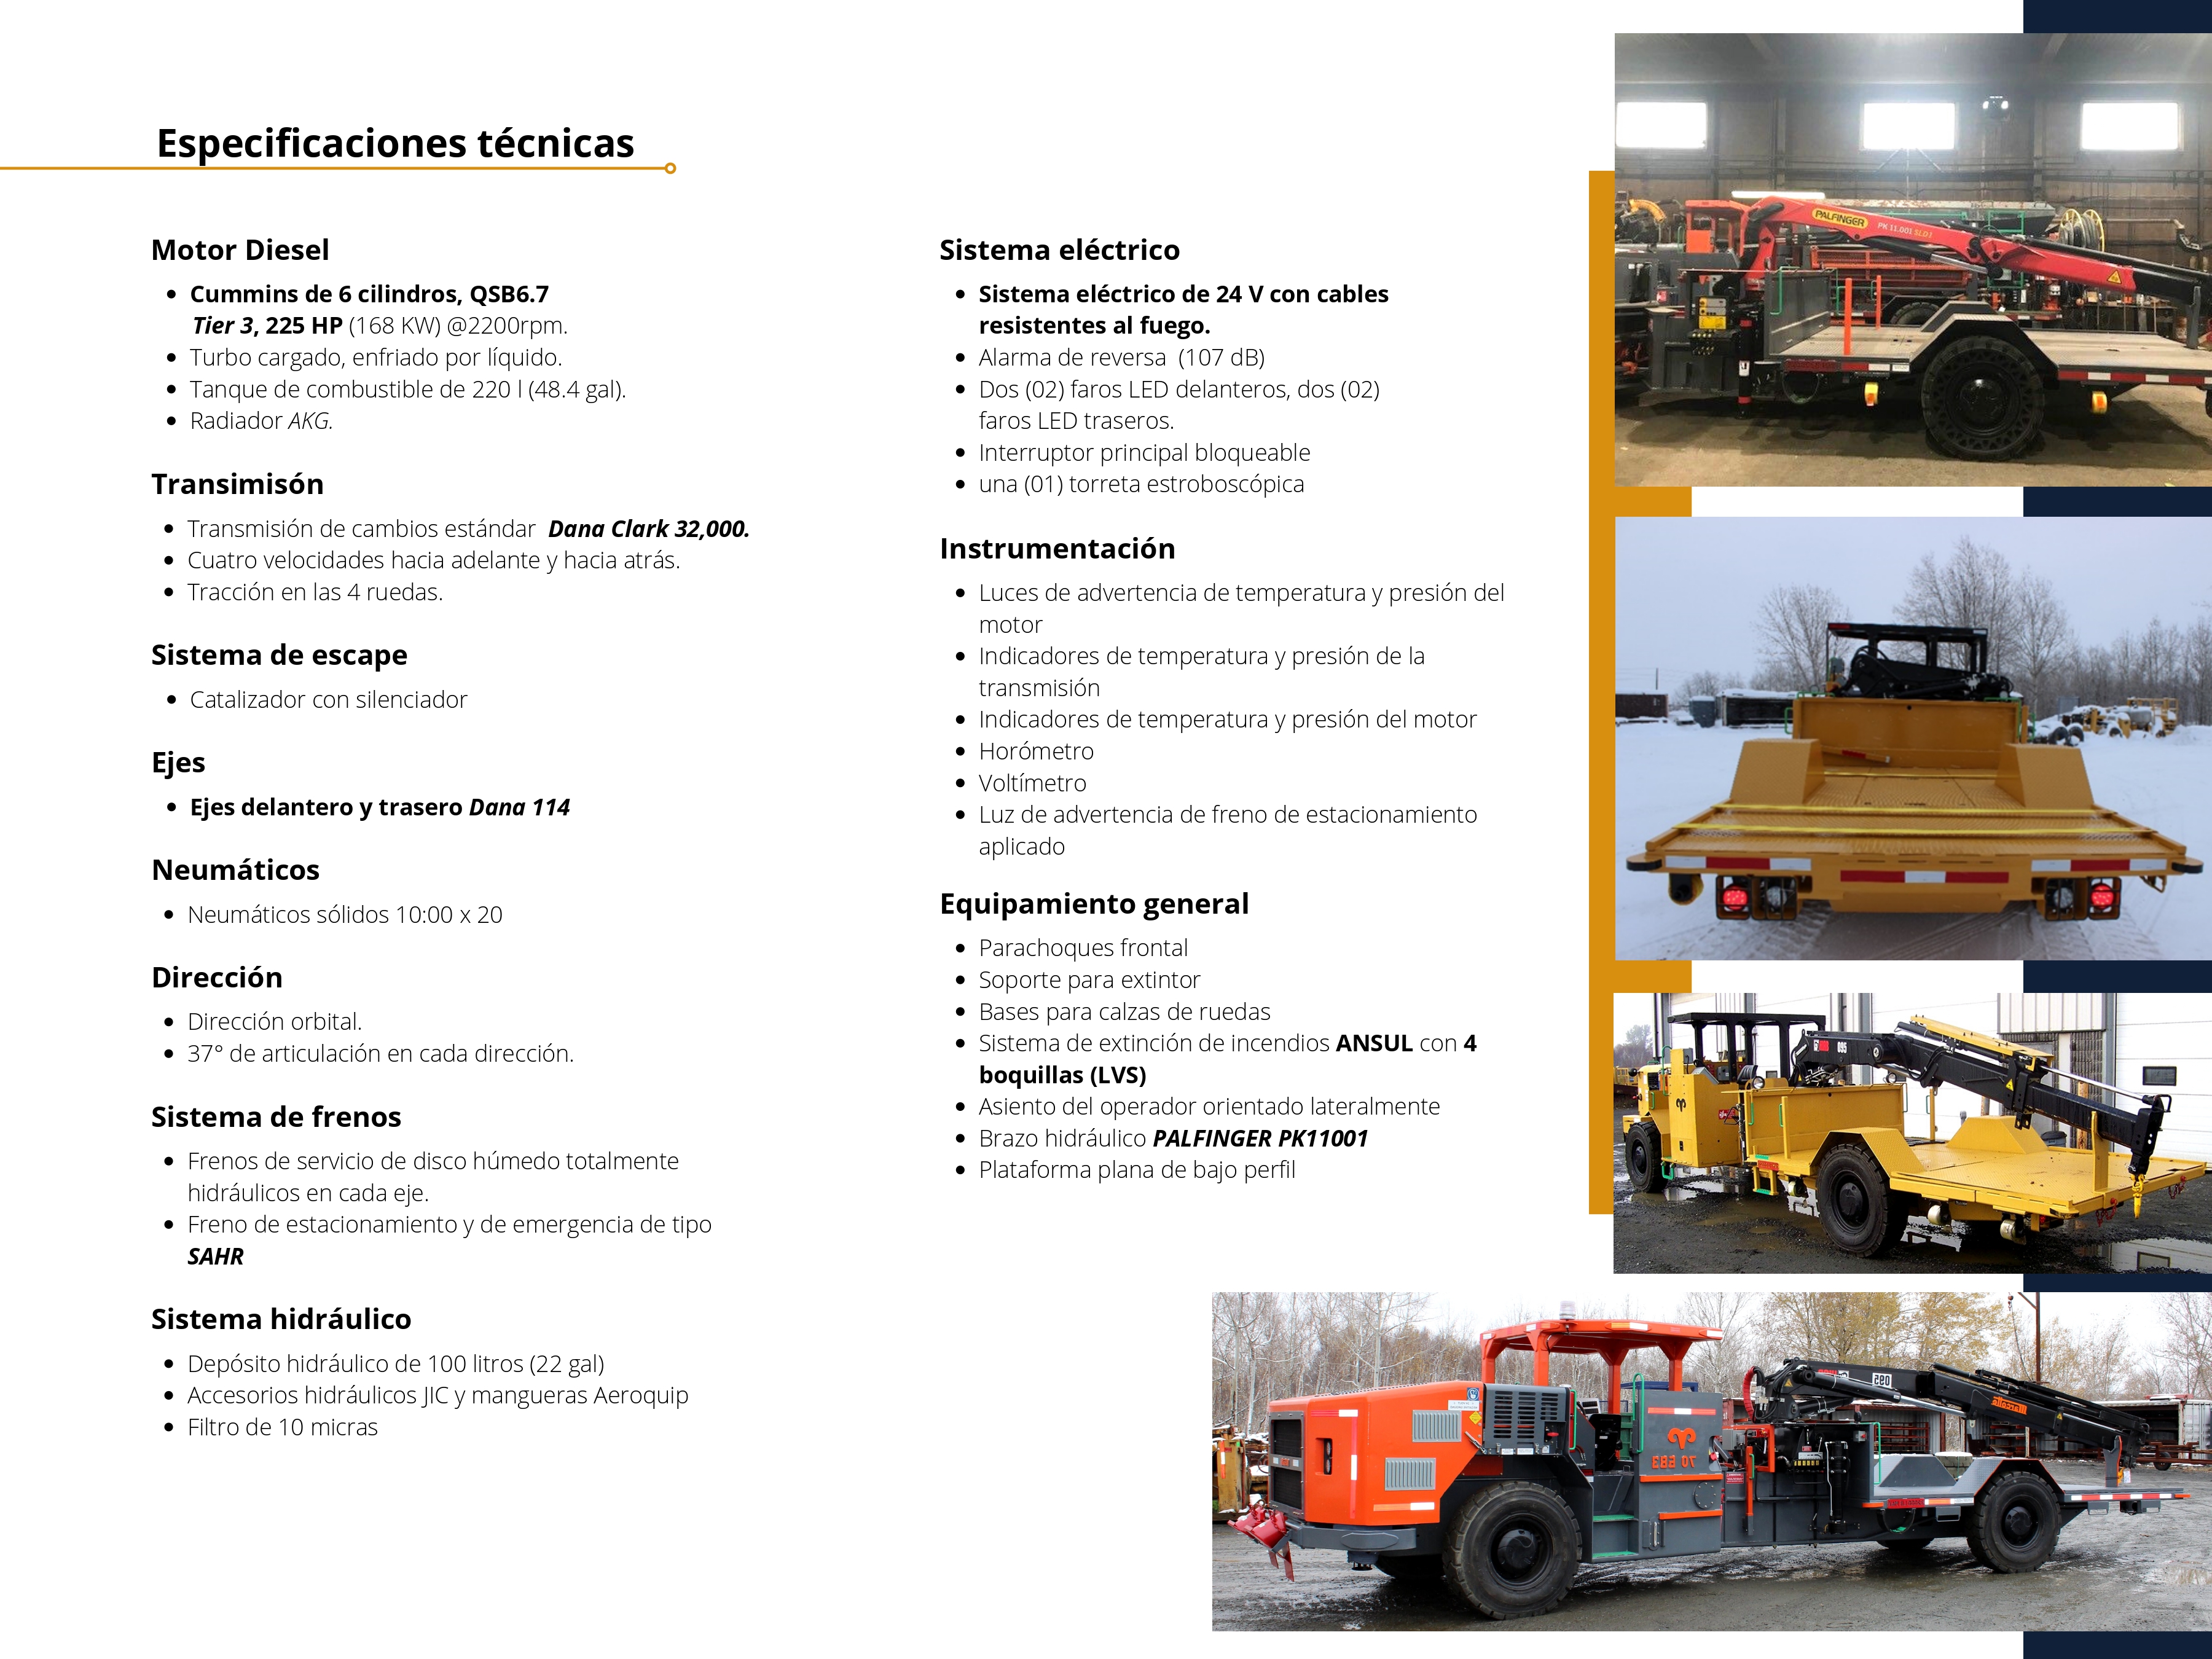 Especificaciones técnicas
Motor Diesel
• Cummins de 6 cilindros, QSB6.7
Tier 3, 225 HP (168 KW) @2200rpm.
• Turbo cargado, enfriado por líquido.
• Tanque de combustible de 220 l (48.4 gal).
• Radiador AKG.
Transimisón
• Transmisión de cambios estándar Dana Clark 32,000.
• Cuatro velocidades hacia adelante y hacia atrás.
• Tracción en las 4 ruedas.
Sistema de escape
• Catalizador con silenciador
Ejes
• Ejes delantero y trasero Dana 114
Neumáticos
• Neumáticos sólidos 10:00 x 20
Dirección
• Dirección orbital.
• 37° de articulación en cada dirección.
Sistema de frenos
• Frenos de servicio de disco húmedo totalmente
hidráulicos en cada eje.
• Freno de estacionamiento y de emergencia de tipo
SAHR
Sistema hidráulico
• Depósito hidráulico de 100 litros (22 gal)
• Accesorios hidráulicos JIC y mangueras Aeroquip
• Filtro de 10 micras
Sistema eléctrico
• Sistema eléctrico de 24 V con cables
resistentes al fuego.
• Alarma de reversa (107 dB)
• Dos (02) faros LED delanteros, dos (02)
faros LED traseros.
• Interruptor principal bloqueable
• una (01) torreta estroboscópica
Instrumentación
• Luces de advertencia de temperatura y presión del
motor
• Indicadores de temperatura y presión de la
transmisión
• Indicadores de temperatura y presión del motor
• Horómetro
• Voltímetro
• Luz de advertencia de freno de estacionamiento
aplicado
Equipamiento general
• Parachoques frontal
• Soporte para extintor
• Bases para calzas de ruedas
• Sistema de extinción de incendios ANSUL con 4
boquillas (LVS)
• Asiento del operador orientado lateralmente
• Brazo hidráulico PALFINGER PK11001
• Plataforma plana de bajo perfil
PALFINGER
PK 11.001 SLD1
095